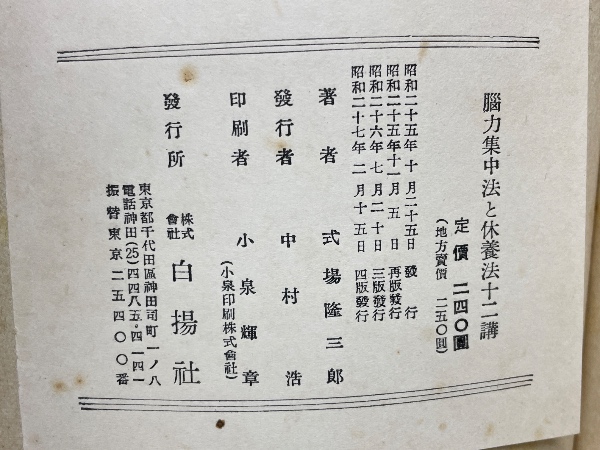 腦力集中法と休養法十二講
定價 二四〇圓
(地方賣價 二五〇圓)
昭和二十五年十月二十五日 發行
昭和二十五年十一月五日 再版發行
昭和二十六年七月二十日 三版發行
昭和二十七年二月十五日 四版發行
著者 式場隆三郎
發行者 中村浩
印刷者 小泉輝章
(小泉印刷株式會社)
發行所 株式會社 白揚社
東京都千代田區神田司町一ノ八
電話神田(25)四四八五・四一四一
振替東京二五四〇〇番